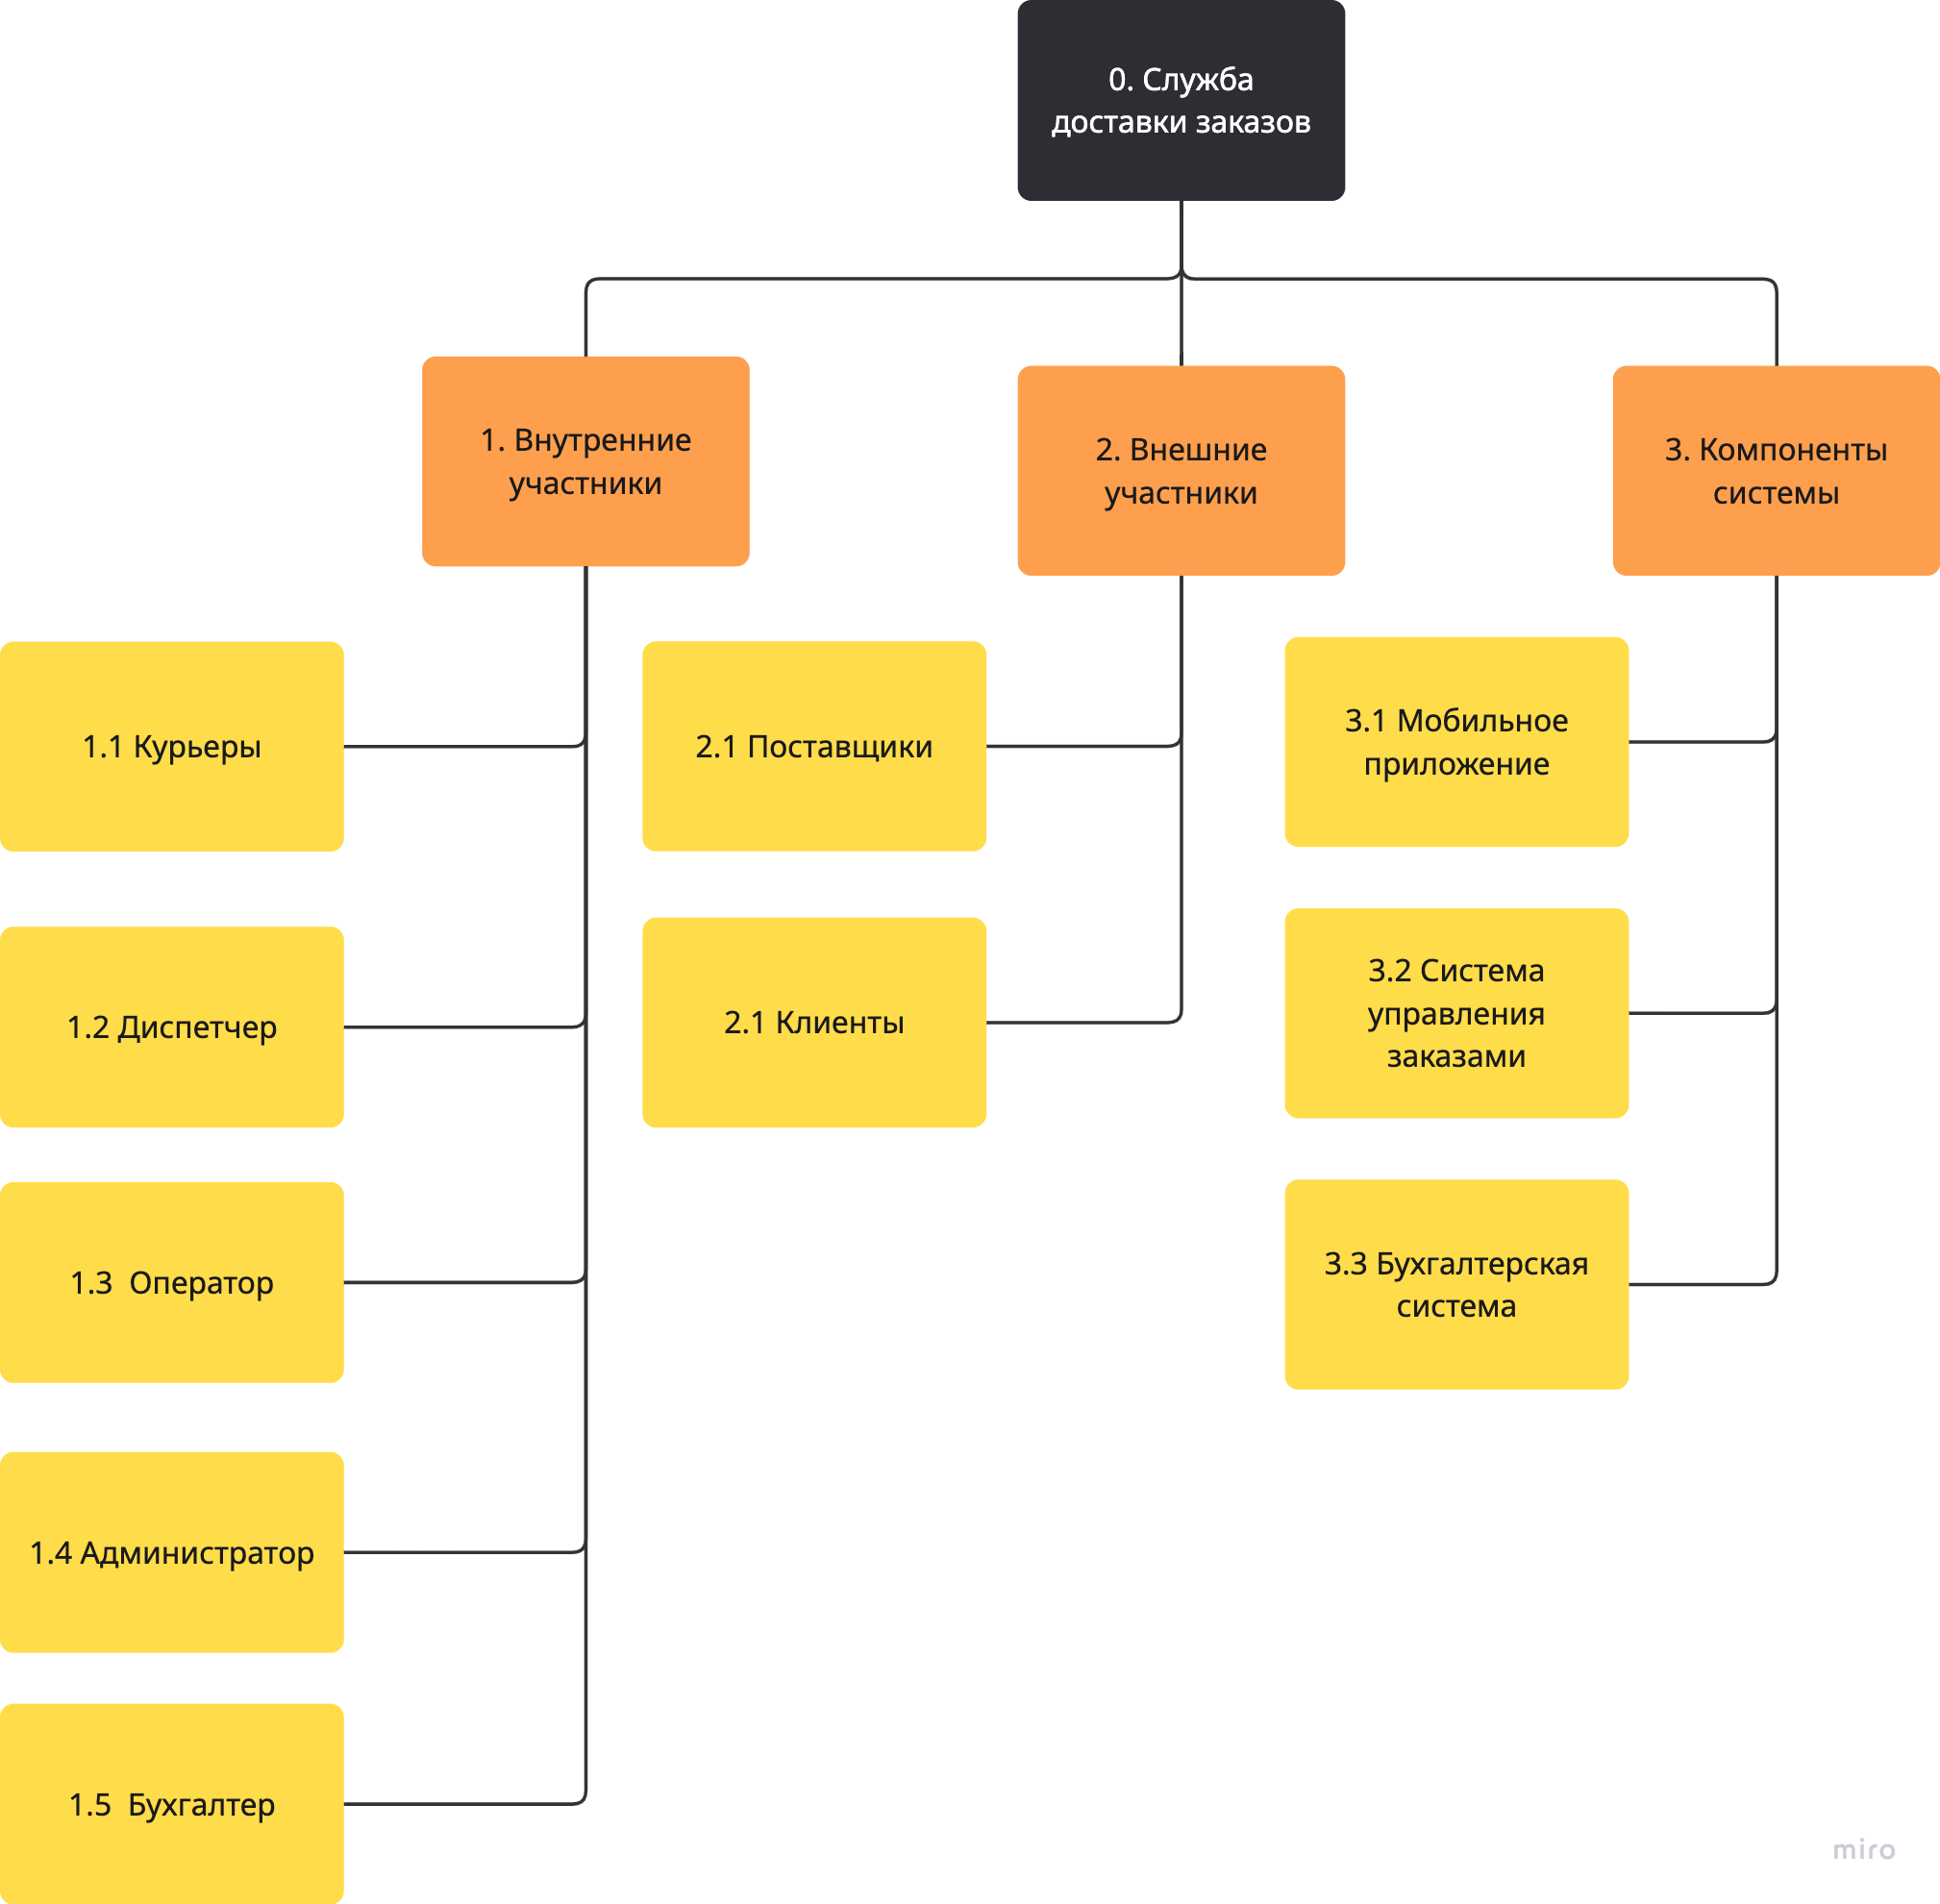 0. Служба
доставки заказов
1. Внутренние
участники
2. Внешние
участники
3. Компоненты
системы
1.1 Курьеры
2.1 Поставщики
3.1 Мобильное
приложение
1.2 Диспетчер
2.1 Клиенты
3.2 Система
управления
заказами
1.3  Оператор
3.3 Бухгалтерская
система
1.4 Администратор
1.5  Бухгалтер
miro